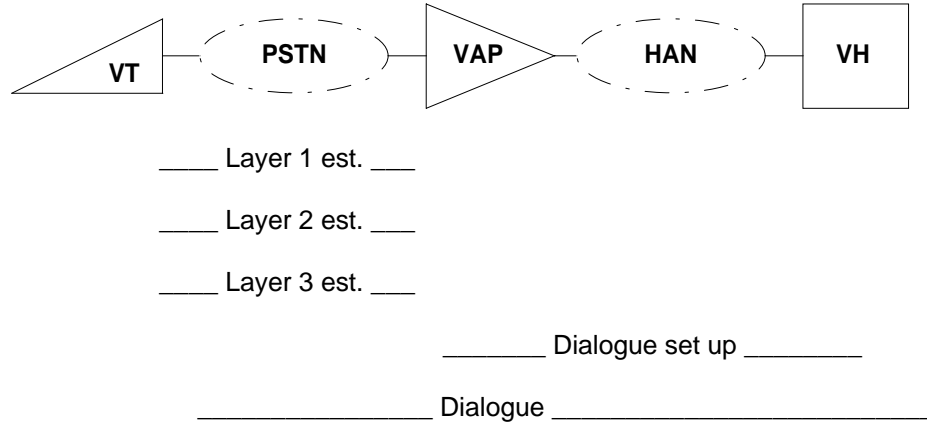 VT PSTN VAP HAN VH
____ Layer 1 est. ___
____ Layer 2 est. ___
____ Layer 3 est. ___
_______ Dialogue set up ________
________________ Dialogue __________________________